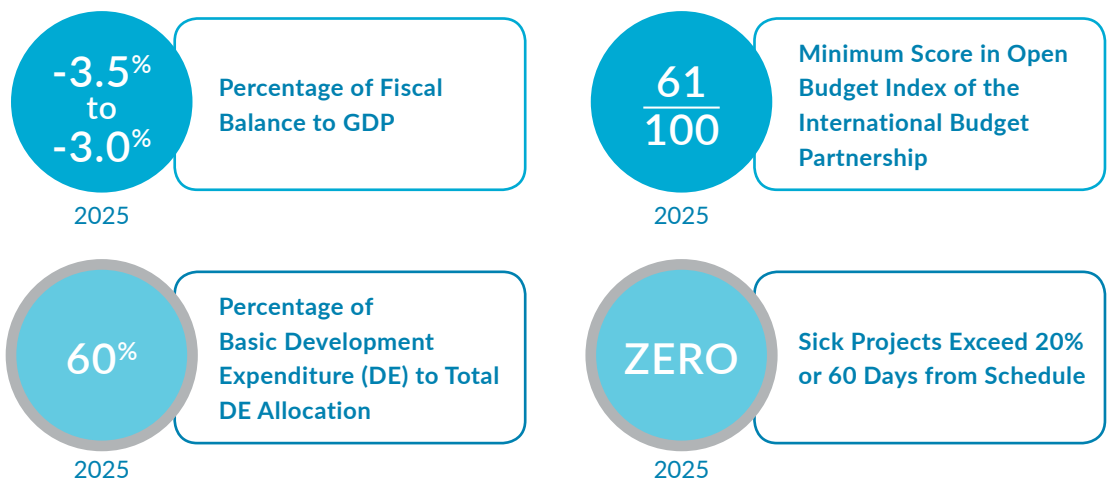 -3.5%
to
-3.0%
Percentage of Fiscal
Balance to GDP
2025
61
100
Minimum Score in Open
Budget Index of the
International Budget
Partnership
2025
60%
Percentage of
Basic Development
Expenditure (DE) to Total
DE Allocation
2025
ZERO
Sick Projects Exceed 20%
or 60 Days from Schedule
2025